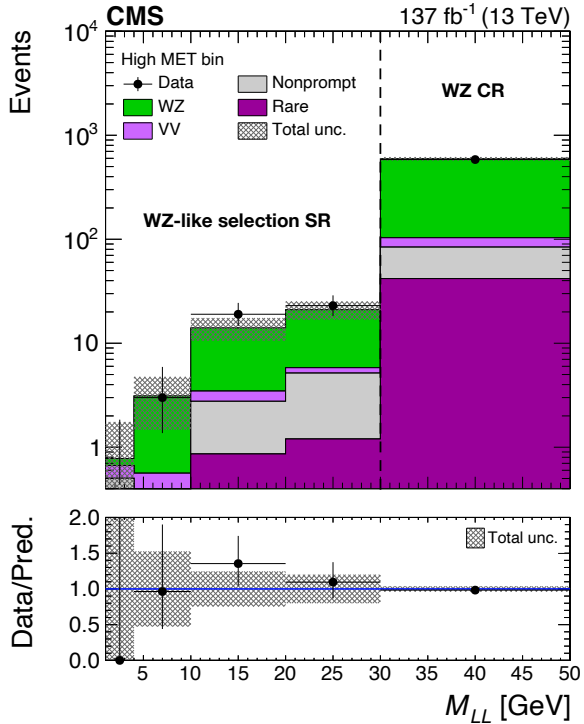 CMS 137 fb⁻¹ (13 TeV)
Events
10⁴
10³
10²
10
1
High MET bin
Data
Nonprompt
WZ
Rare
VV
Total unc.
WZ CR
WZ-like selection SR
Data/Pred.
2.0
1.5
1.0
0.5
0.0
Total unc.
5 10 15 20 25 30 35 40 45 50
M_LL [GeV]